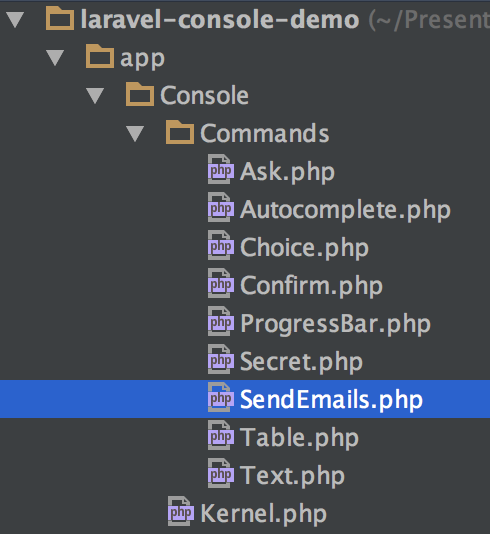 laravel-console-demo (~/Present
app
Console
Commands
php Ask.php
php Autocomplete.php
php Choice.php
php Confirm.php
php ProgressBar.php
php Secret.php
php SendEmails.php
php Table.php
php Text.php
php Kernel.php